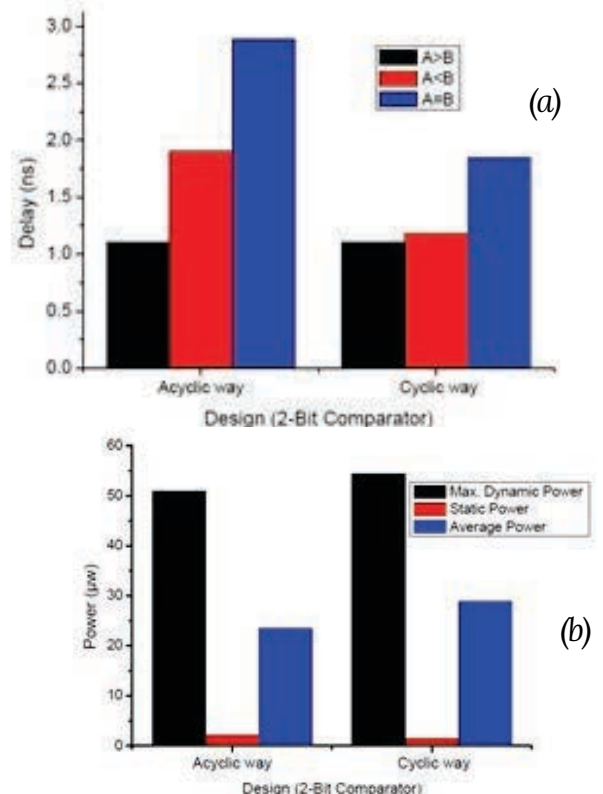 3.0
2.5
2.0
1.5
1.0
0.5
0.0
Delay (ns)
A>B
A<B
A=B
(a)
Acyclic way
Cyclic way
Design (2-Bit Comparator)
60
50
40
30
20
10
0
Power (µw)
Max. Dynamic Power
Static Power
Average Power
(b)
Acyclic way
Cyclic way
Design (2-Bit Comparator)